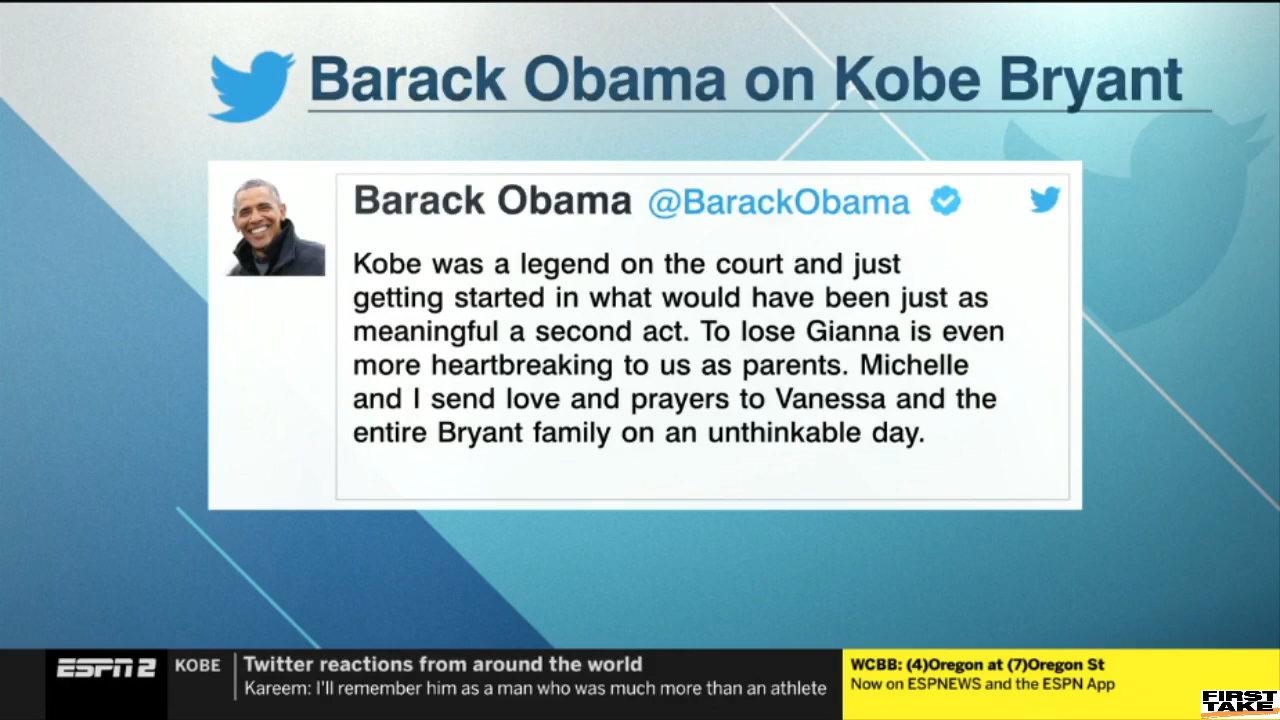 Barack Obama on Kobe Bryant
Barack Obama @BarackObama
Kobe was a legend on the court and just
getting started in what would have been just as
meaningful a second act. To lose Gianna is even
more heartbreaking to us as parents. Michelle
and I send love and prayers to Vanessa and the
entire Bryant family on an unthinkable day.
ESPN 2
KOBE
Twitter reactions from around the world
Kareem: I'll remember him as a man who was much more than an athlete
WCBB: (4)Oregon at (7)Oregon St
Now on ESPNEWS and the ESPN App
FIRST
TAKE